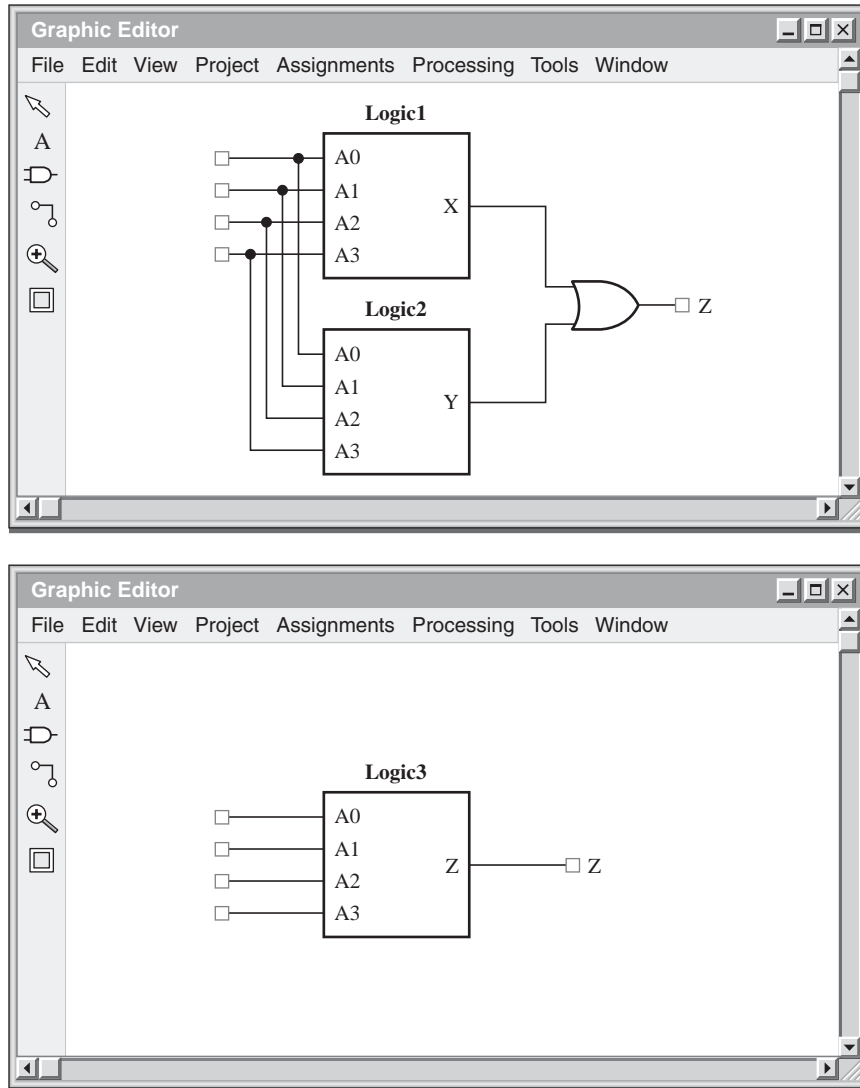 Graphic Editor
File Edit View Project Assignments Processing Tools Window
A
Logic1
A0
A1
A2
A3
X
Logic2
A0
A1
A2
A3
Y
Z
Graphic Editor
File Edit View Project Assignments Processing Tools Window
A
Logic3
A0
A1
A2
A3
Z
Z